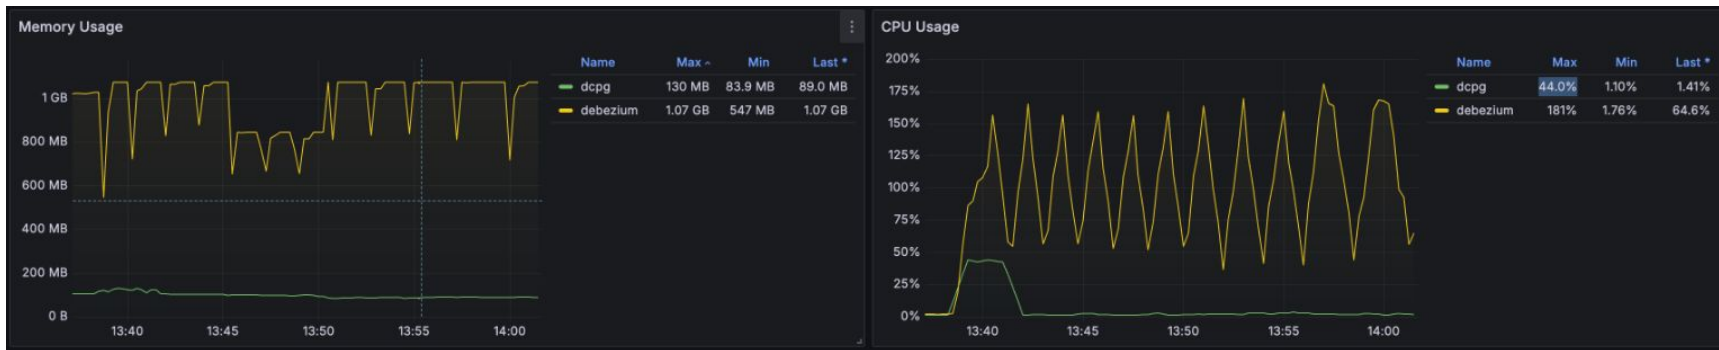 Memory Usage
1 GB
800 MB
600 MB
400 MB
200 MB
0 B
13:40 13:45 13:50 13:55 14:00
Name Max Min Last *
dcpg 130 MB 83.9 MB 89.0 MB
debezium 1.07 GB 547 MB 1.07 GB
CPU Usage
200%
175%
150%
125%
100%
75%
50%
25%
0%
13:40 13:45 13:50 13:55 14:00
Name Max Min Last *
dcpg 44.0% 1.10% 1.41%
debezium 181% 1.76% 64.6%